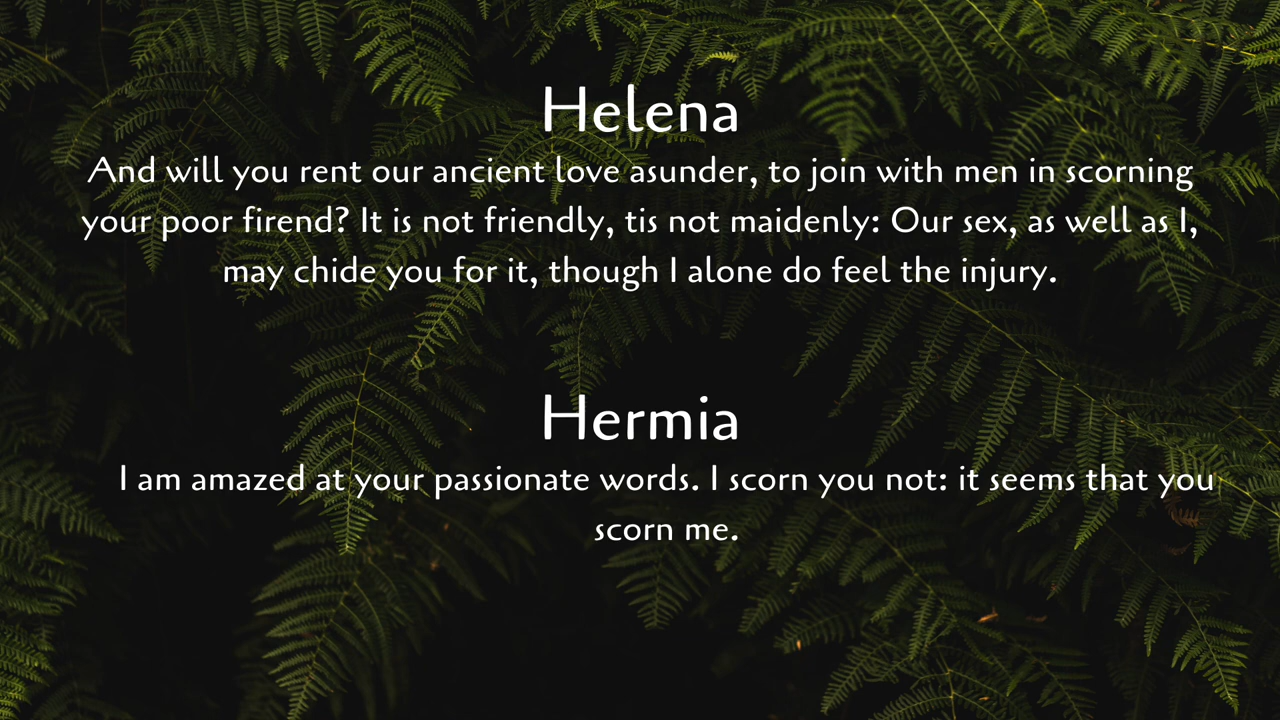 Helena
And will you rent our ancient love asunder, to join with men in scorning
your poor firend? It is not friendly, tis not maidenly: Our sex, as well as I,
may chide you for it, though I alone do feel the injury.
Hermia
I am amazed at your passionate words. I scorn you not: it seems that you
scorn me.